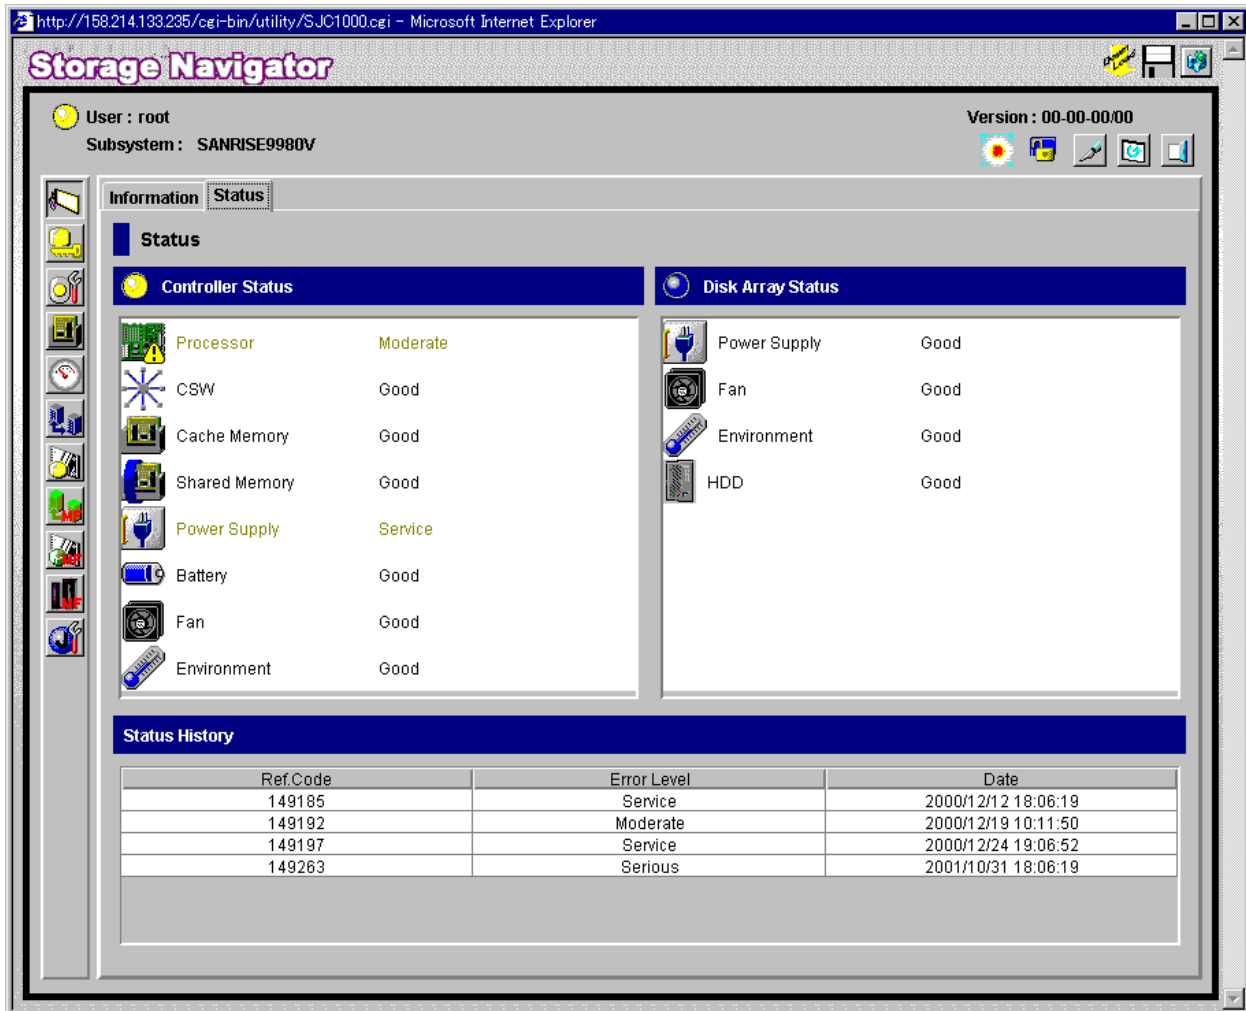 http://158.214.133.235/cgi-bin/utility/SJC1000.cgi - Microsoft Internet Explorer
Storage Navigator
User : root
Version : 00-00-00/00
Subsystem : SANRISE9980V
Information Status
Status
Controller Status
Processor Moderate
CSW Good
Cache Memory Good
Shared Memory Good
Power Supply Service
Battery Good
Fan Good
Environment Good
Disk Array Status
Power Supply Good
Fan Good
Environment Good
HDD Good
Status History
Ref.Code Error Level Date
149185 Service 2000/12/12 18:06:19
149192 Moderate 2000/12/19 10:11:50
149197 Service 2000/12/24 19:06:52
149263 Serious 2001/10/31 18:06:19
MF
MF
MF